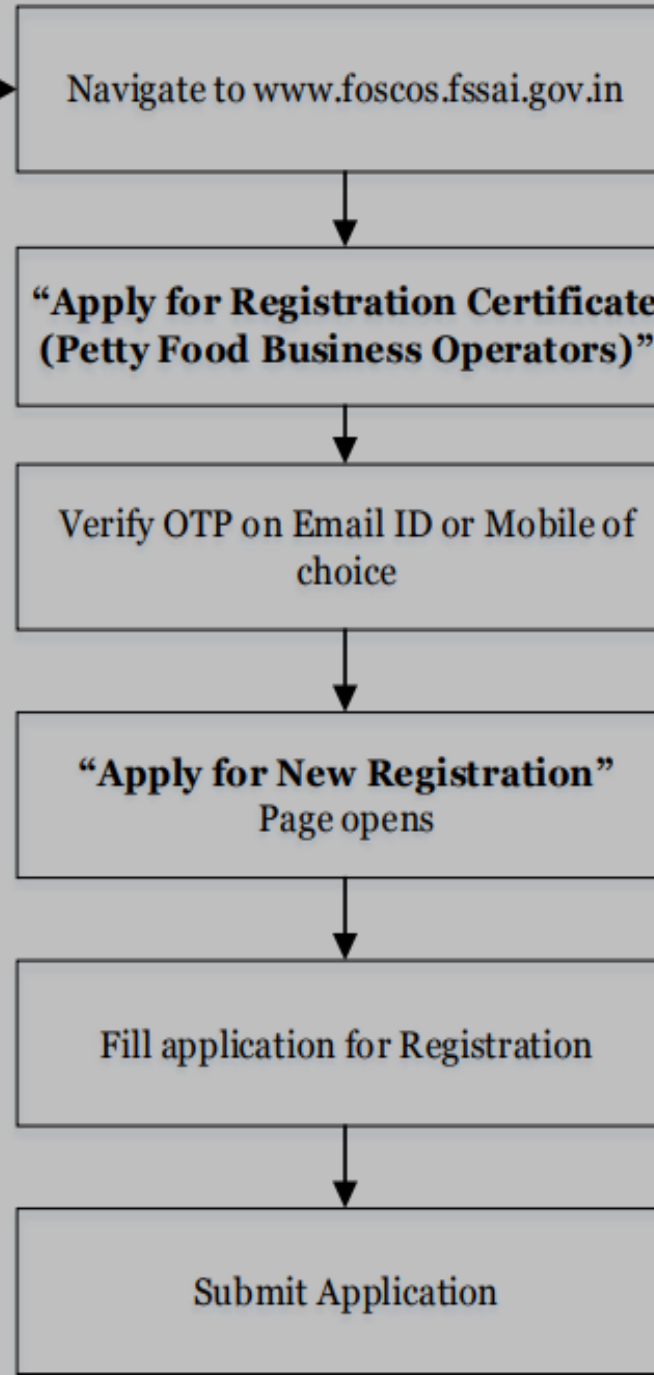 Navigate to www.foscos.fssai.gov.in
“Apply for Registration Certificate
(Petty Food Business Operators)”
Verify OTP on Email ID or Mobile of
choice
“Apply for New Registration”
Page opens
Fill application for Registration
Submit Application